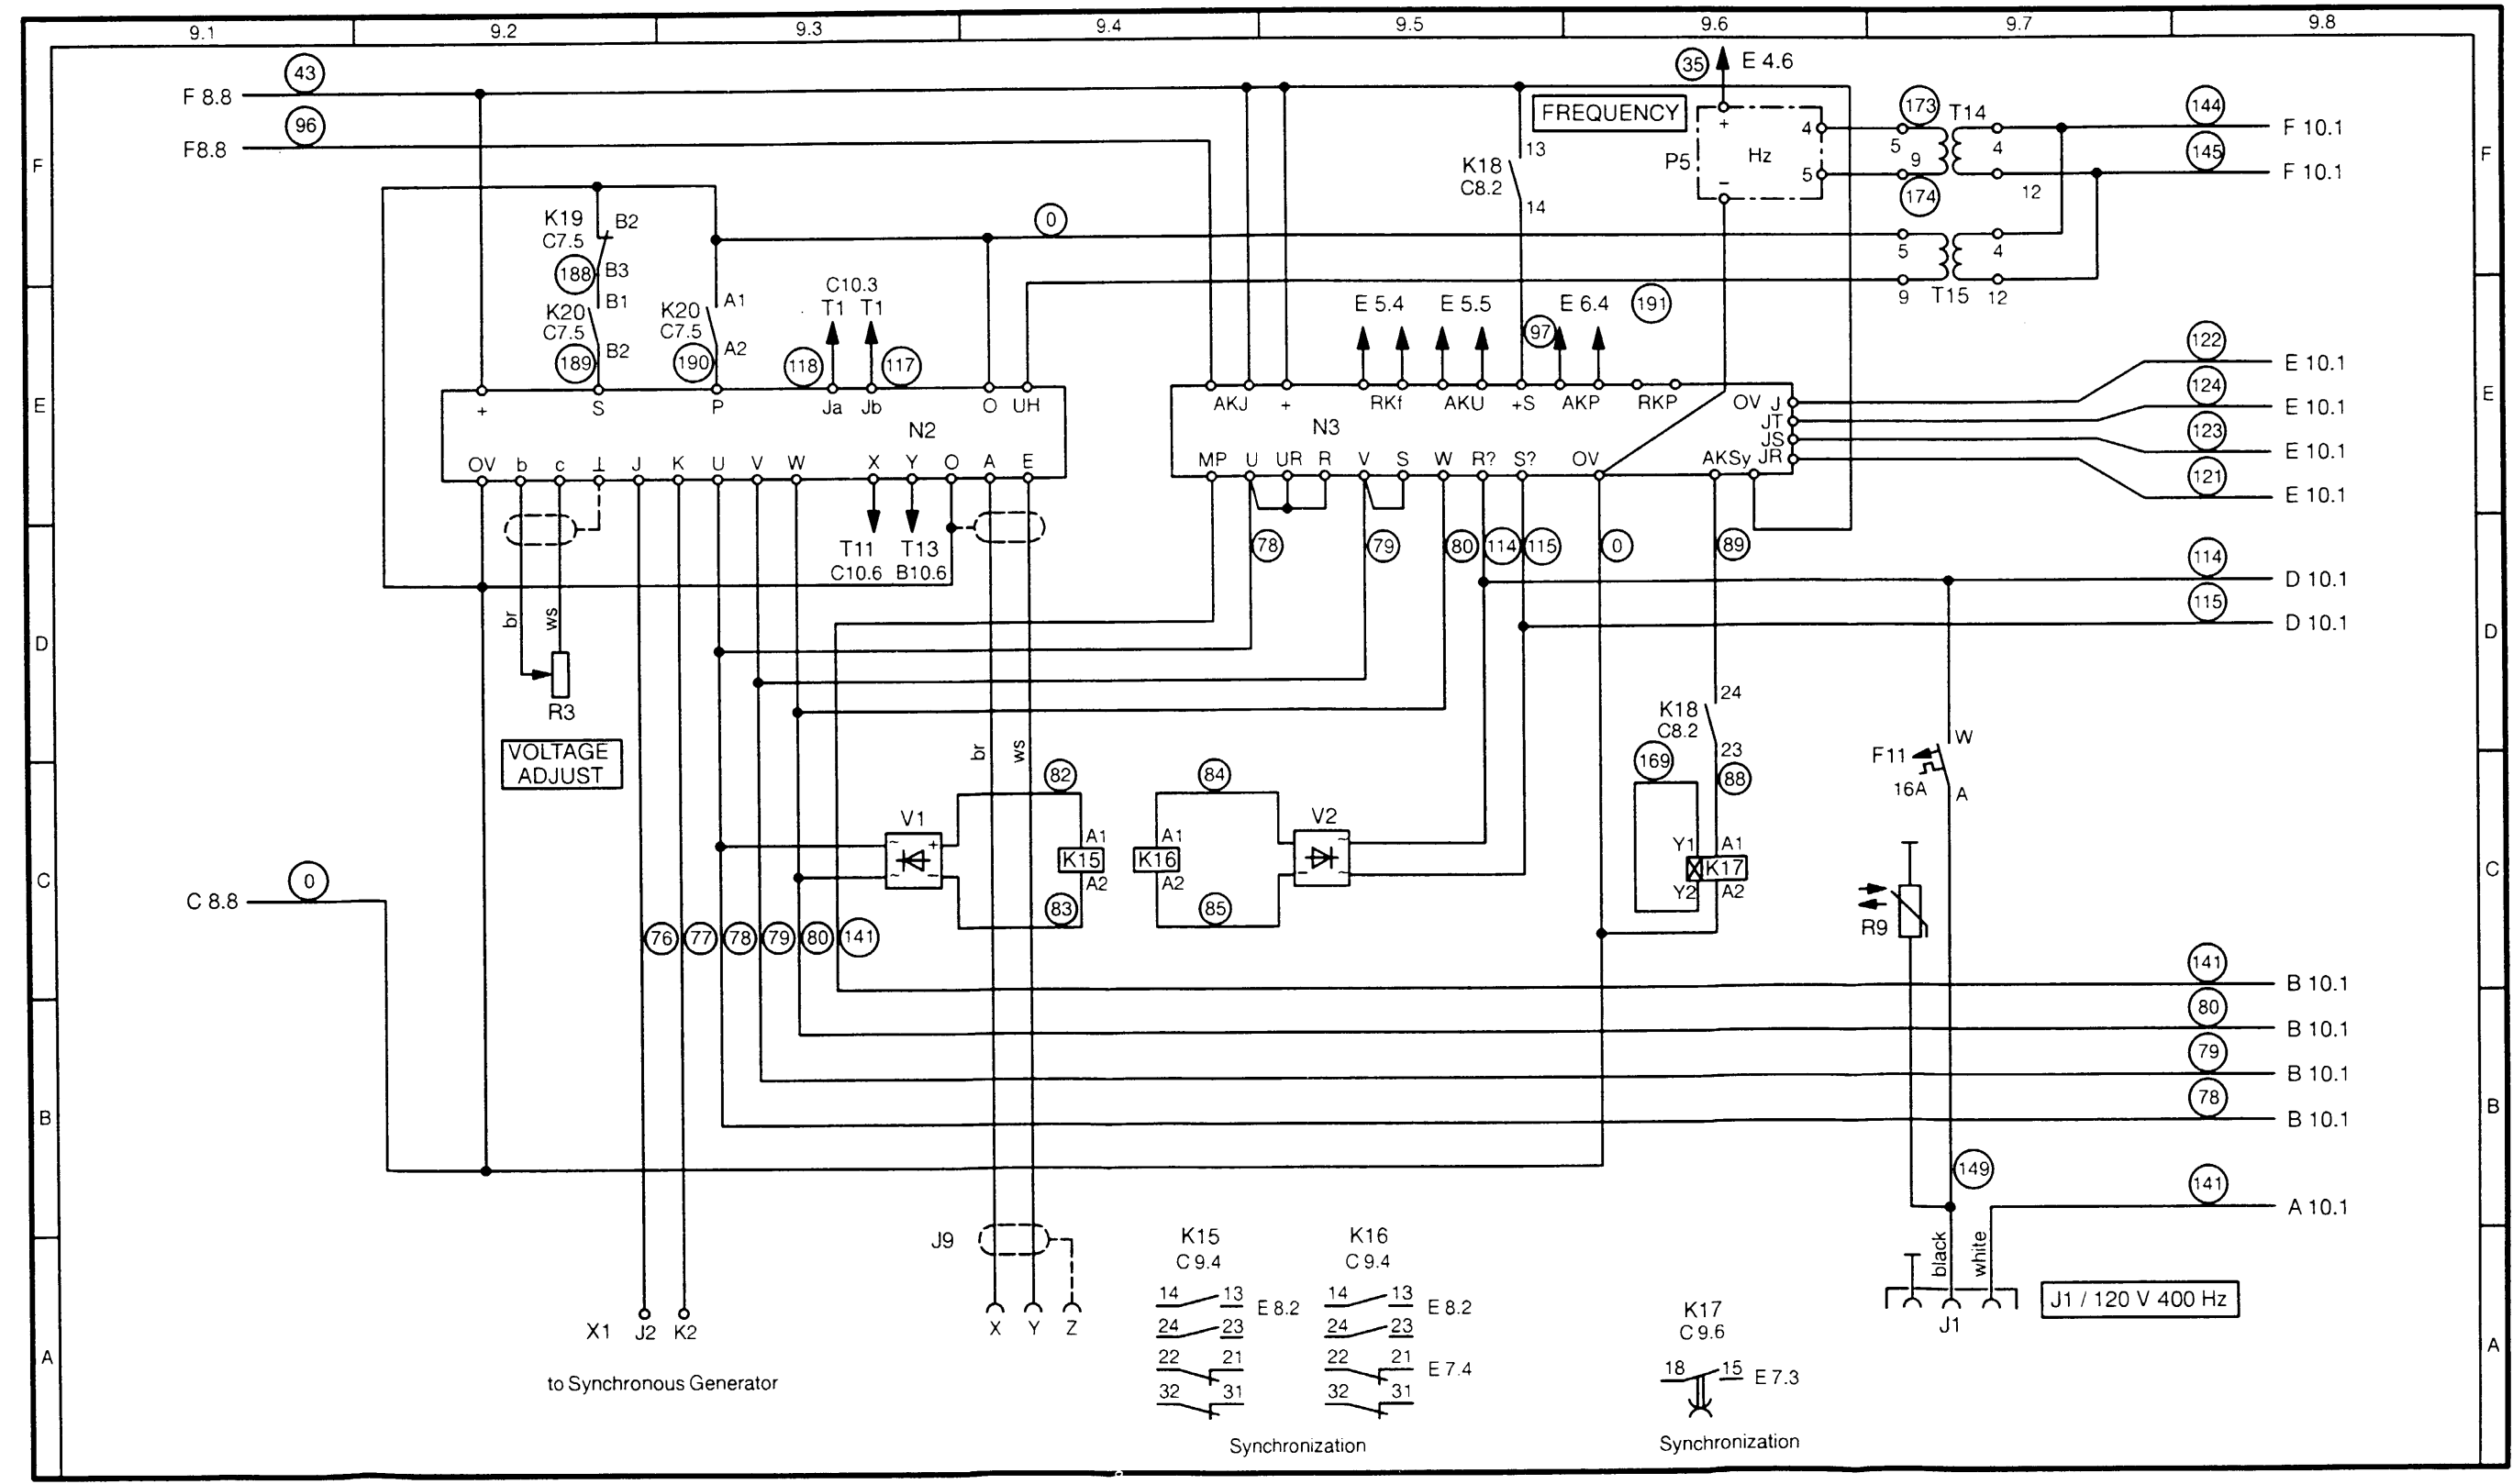 9.1 9.2 9.3 9.4 9.5 9.6 9.7 9.8
F 8.8 43
F8.8 96
35 E 4.6
FREQUENCY
P5 + Hz − 4 5
173 T14 144 F 10.1
5 9 4
174 12 145 F 10.1
F F
K18 C8.2 13 14
K19 C7.5 B2 B3
188
0
5 4
9 T15 12
K20 C7.5 B1 B2
189
K20 C7.5 A1 A2
190
C10.3
T1 T1
118 117
E 5.4 E 5.5 97 E 6.4 191
122 E 10.1
124 E 10.1
123 E 10.1
121 E 10.1
E E
+ S P Ja Jb O UH
N2
OV b c ⊥ J K U V W X Y O A E
AKJ + RKf AKU +S AKP RKP OV J
JT
JS
N3
MP U UR R V S W R? S? OV AKSy JR
T11 T13
C10.6 B10.6
78 79 80 114 115 0 89
114 D 10.1
115 D 10.1
D D
br ws
R3
VOLTAGE
ADJUST
br ws
24
K18
C8.2
23
169 88
W
F11
16A A
82 84
V1 ~ + ~ −
A1 K15 A2
A1 K16 A2
V2 ~ − ~
83 85
Y1 A1
K17
Y2 A2
R9
C C
C 8.8 0
76 77 78 79 80 141
141 B 10.1
80 B 10.1
79 B 10.1
78 B 10.1
B B
149
141 A 10.1
J9
black white
J1 / 120 V 400 Hz
J1
X1 J2 K2
X Y Z
to Synchronous Generator
K15
C 9.4
14 13 E 8.2
24 23
22 21
32 31
K16
C 9.4
14 13 E 8.2
24 23
22 21 E 7.4
32 31
Synchronization
K17
C 9.6
18 15 E 7.3
Synchronization
A A